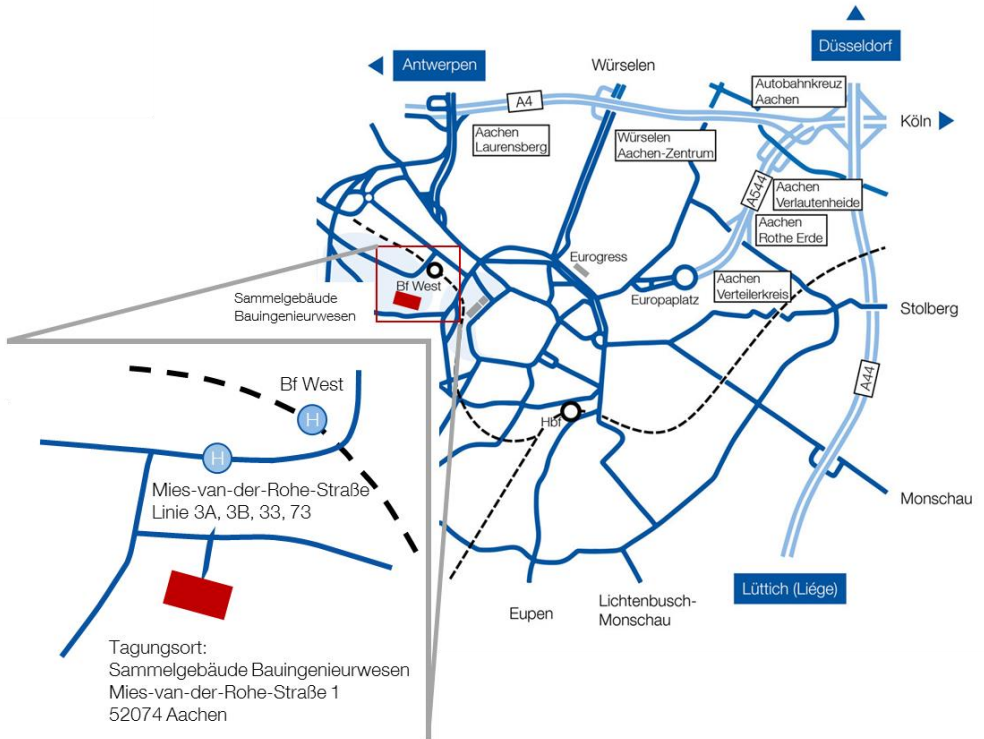 Düsseldorf
Antwerpen
Würselen
Autobahnkreuz
Aachen
A4
Köln
Aachen
Laurensberg
Würselen
Aachen-Zentrum
A544
Aachen
Verlautenheide
Aachen
Rothe Erde
Eurogress
Bf West
Europaplatz
Aachen
Verteilerkreis
Sammelgebäude
Bauingenieurwesen
Stolberg
A44
Hbf
Monschau
Lüttich (Liége)
Eupen
Lichtenbusch-
Monschau
Bf West
H
H
Mies-van-der-Rohe-Straße
Linie 3A, 3B, 33, 73
Tagungsort:
Sammelgebäude Bauingenieurwesen
Mies-van-der-Rohe-Straße 1
52074 Aachen